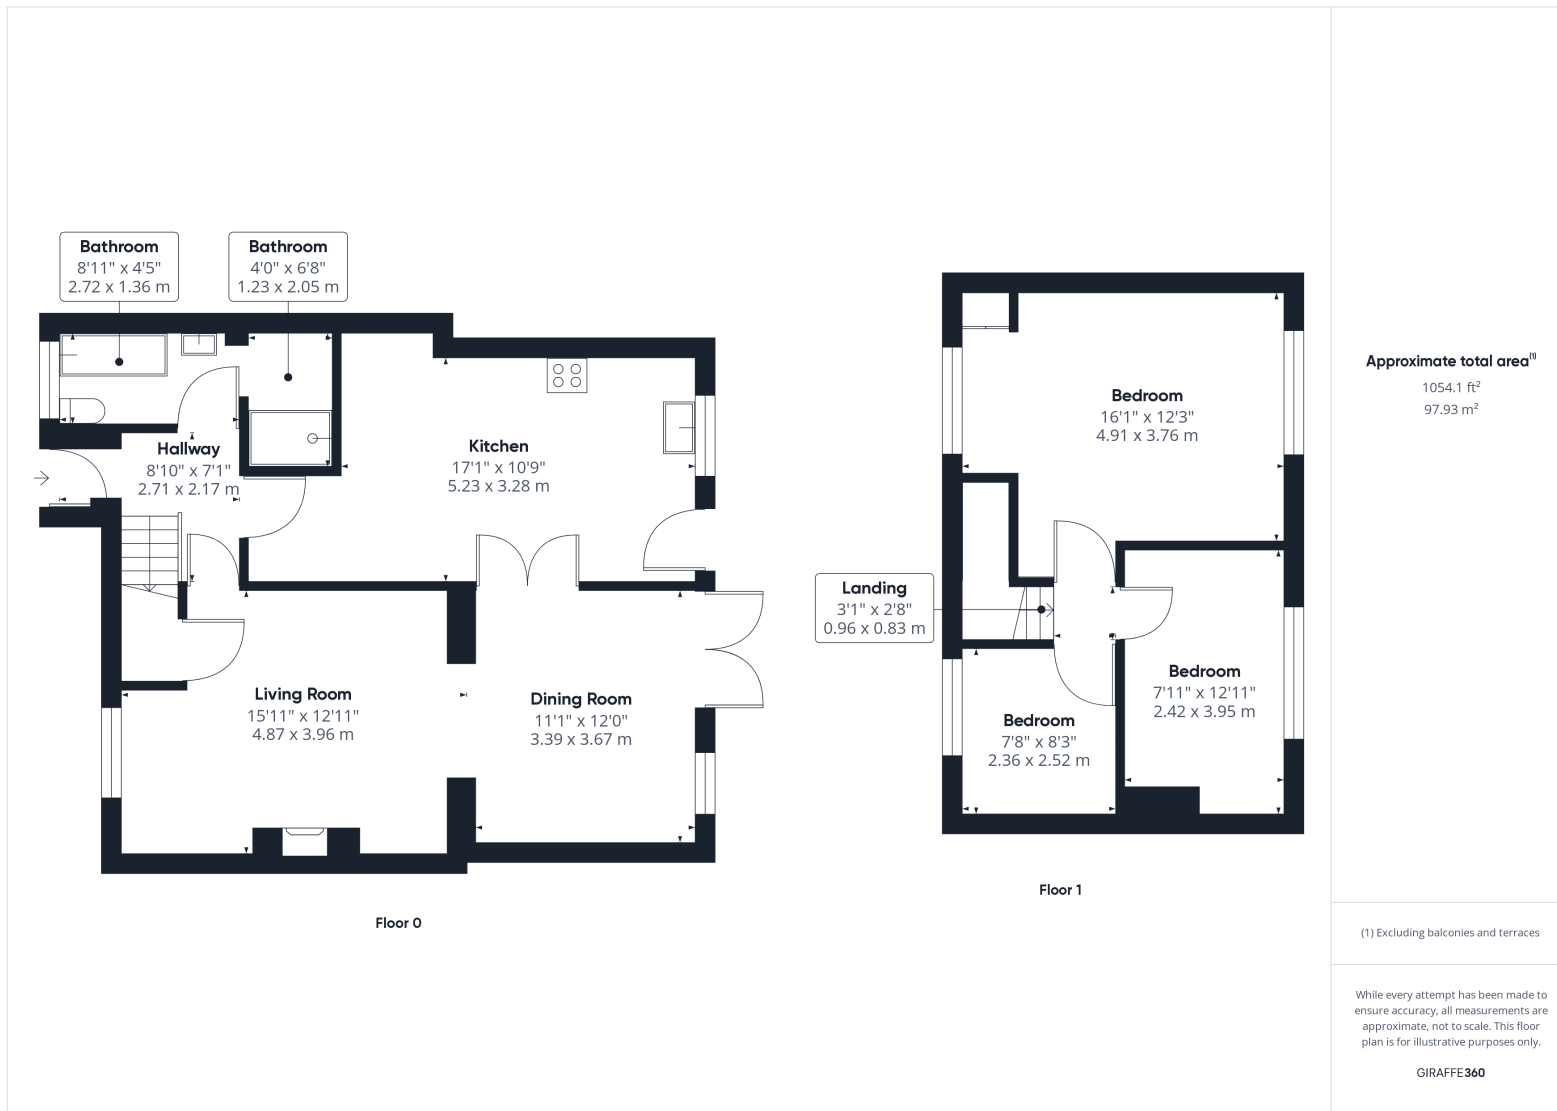 Bathroom
8'11" x 4'5"
2.72 x 1.36 m
Bathroom
4'0" x 6'8"
1.23 x 2.05 m
Hallway
8'10" x 7'1"
2.71 x 2.17 m
Kitchen
17'1" x 10'9"
5.23 x 3.28 m
Living Room
15'11" x 12'11"
4.87 x 3.96 m
Dining Room
11'1" x 12'0"
3.39 x 3.67 m
Floor 0
Bedroom
16'1" x 12'3"
4.91 x 3.76 m
Landing
3'1" x 2'8"
0.96 x 0.83 m
Bedroom
7'11" x 12'11"
2.42 x 3.95 m
Bedroom
7'8" x 8'3"
2.36 x 2.52 m
Floor 1
Approximate total area(1)
1054.1 ft²
97.93 m²
(1) Excluding balconies and terraces
While every attempt has been made to
ensure accuracy, all measurements are
approximate, not to scale. This floor
plan is for illustrative purposes only.
GIRAFFE360